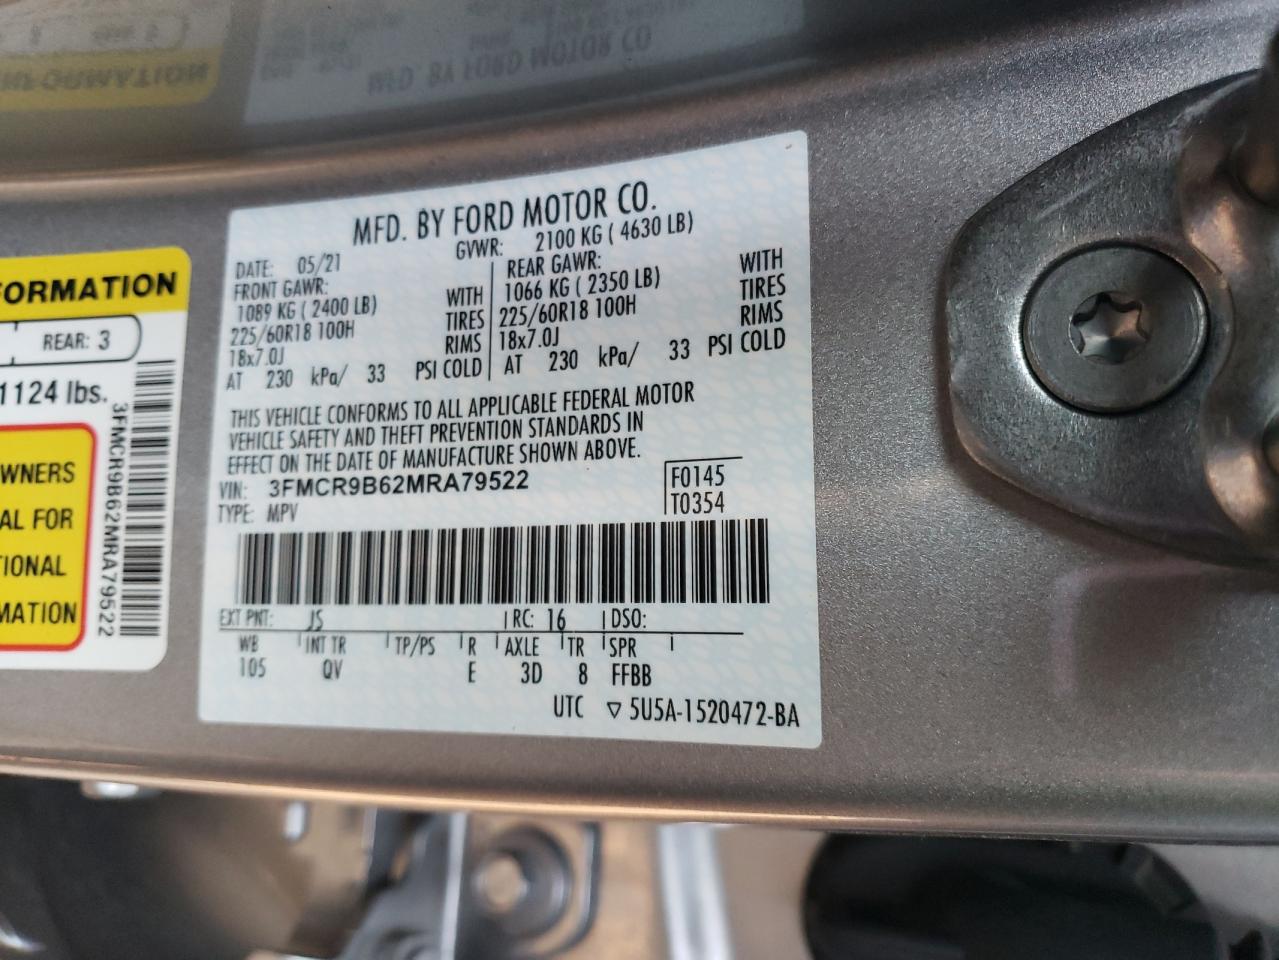 MFD. BY FORD MOTOR CO.
DATE: 05/21 GVWR: 2100 KG ( 4630 LB)
FRONT GAWR: REAR GAWR:
1089 KG ( 2400 LB) WITH 1066 KG ( 2350 LB) WITH
225/60R18 100H TIRES 225/60R18 100H TIRES
18x7.0J RIMS 18x7.0J RIMS
AT 230 kPa/ 33 PSI COLD AT 230 kPa/ 33 PSI COLD
THIS VEHICLE CONFORMS TO ALL APPLICABLE FEDERAL MOTOR
VEHICLE SAFETY AND THEFT PREVENTION STANDARDS IN
EFFECT ON THE DATE OF MANUFACTURE SHOWN ABOVE.
VIN: 3FMCR9B62MRA79522 F0145
TYPE: MPV T0354
EXT PNT: JS RC: 16 DSO:
WB INT TR TP/PS R AXLE TR SPR
105 QV E 3D 8 FFBB
UTC ▽ 5U5A-1520472-BA
FORMATION
REAR: 3
1124 lbs.
3FMCR9B62MRA79522
WNERS
AL FOR
TIONAL
MATION
MFD. BY FORD MOTOR CO